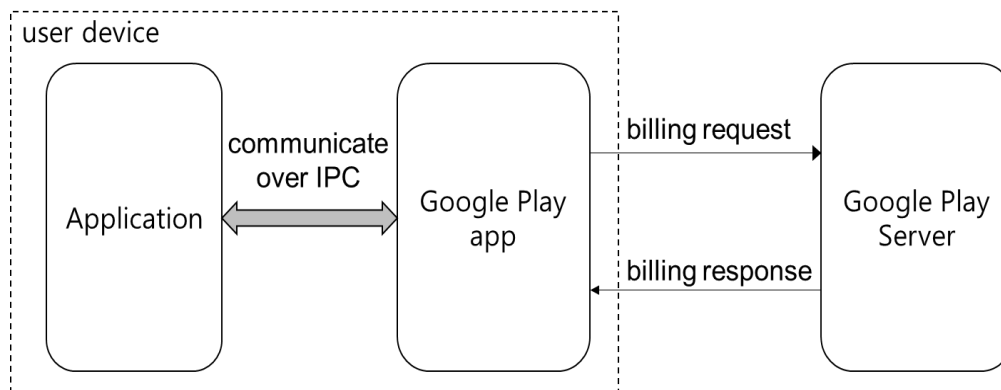 user device
Application
communicate
over IPC
Google Play
app
billing request
billing response
Google Play
Server